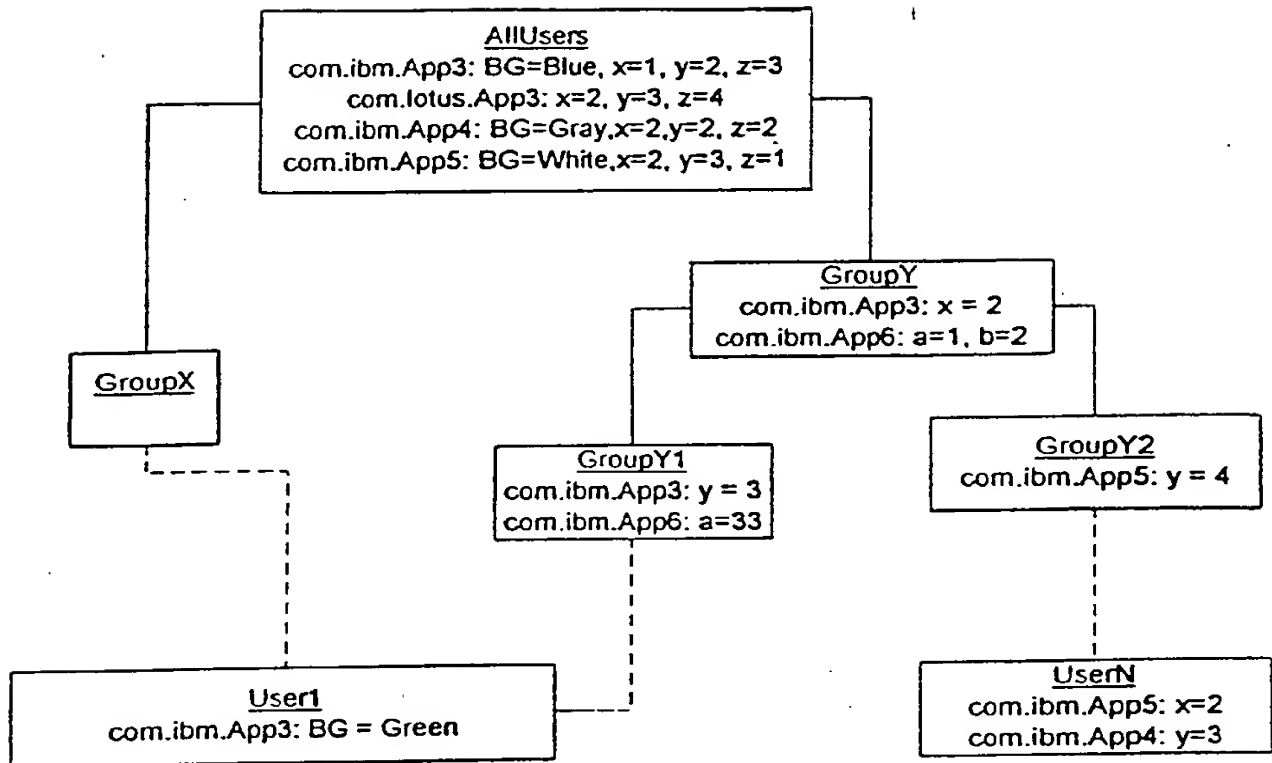 AllUsers
com.ibm.App3: BG=Blue, x=1, y=2, z=3
com.lotus.App3: x=2, y=3, z=4
com.ibm.App4: BG=Gray,x=2,y=2, z=2
com.ibm.App5: BG=White,x=2, y=3, z=1
GroupY
com.ibm.App3: x = 2
com.ibm.App6: a=1, b=2
GroupX
GroupY1
com.ibm.App3: y = 3
com.ibm.App6: a=33
GroupY2
com.ibm.App5: y = 4
User1
com.ibm.App3: BG = Green
UserN
com.ibm.App5: x=2
com.ibm.App4: y=3